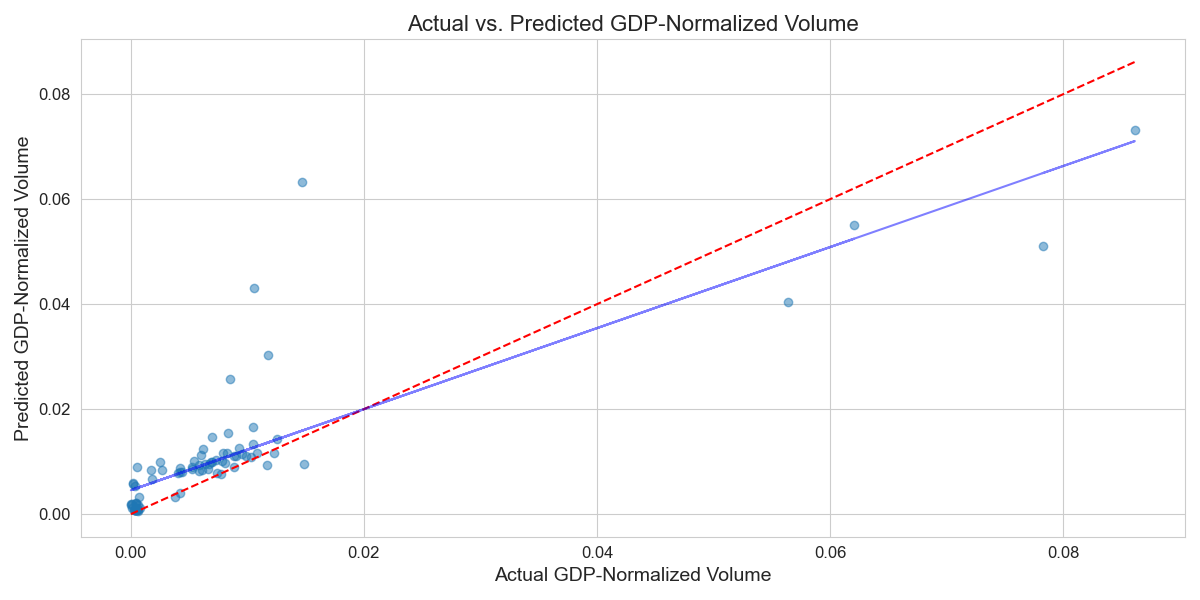 Actual vs. Predicted GDP-Normalized Volume
Predicted GDP-Normalized Volume
0.08
0.06
0.04
0.02
0.00
0.00 0.02 0.04 0.06 0.08
Actual GDP-Normalized Volume